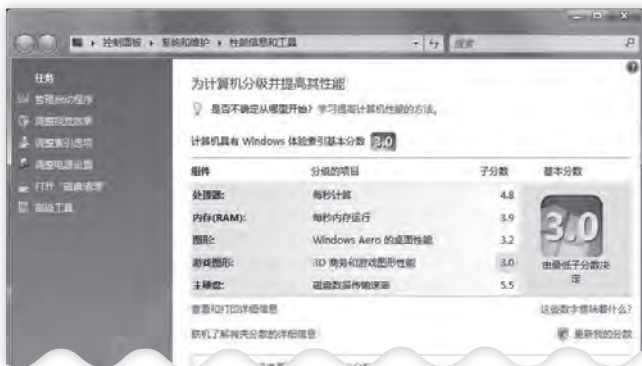 控制面板 ▸ 系统和维护 ▸ 性能信息和工具
搜索
任务
管理启动程序
调整视觉效果
调整索引选项
调整电源设置
打开“磁盘清理”
高级工具
为计算机分级并提高其性能
是否不确定从哪里开始？学习提高计算机性能的方法。
计算机具有 Windows 体验索引基本分数 3.0
组件 分级的项目 子分数 基本分数
处理器: 每秒计算 4.8
内存(RAM): 每秒内存运行 3.9
图形: Windows Aero 的桌面性能 3.2
游戏图形: 3D 商务和游戏图形性能 3.0
主硬盘: 磁盘数据传输速率 5.5
3.0
由最低子分数决定
查看和打印详细信息
这些数字意味着什么?
联机了解有关分数的详细信息
更新我的分数